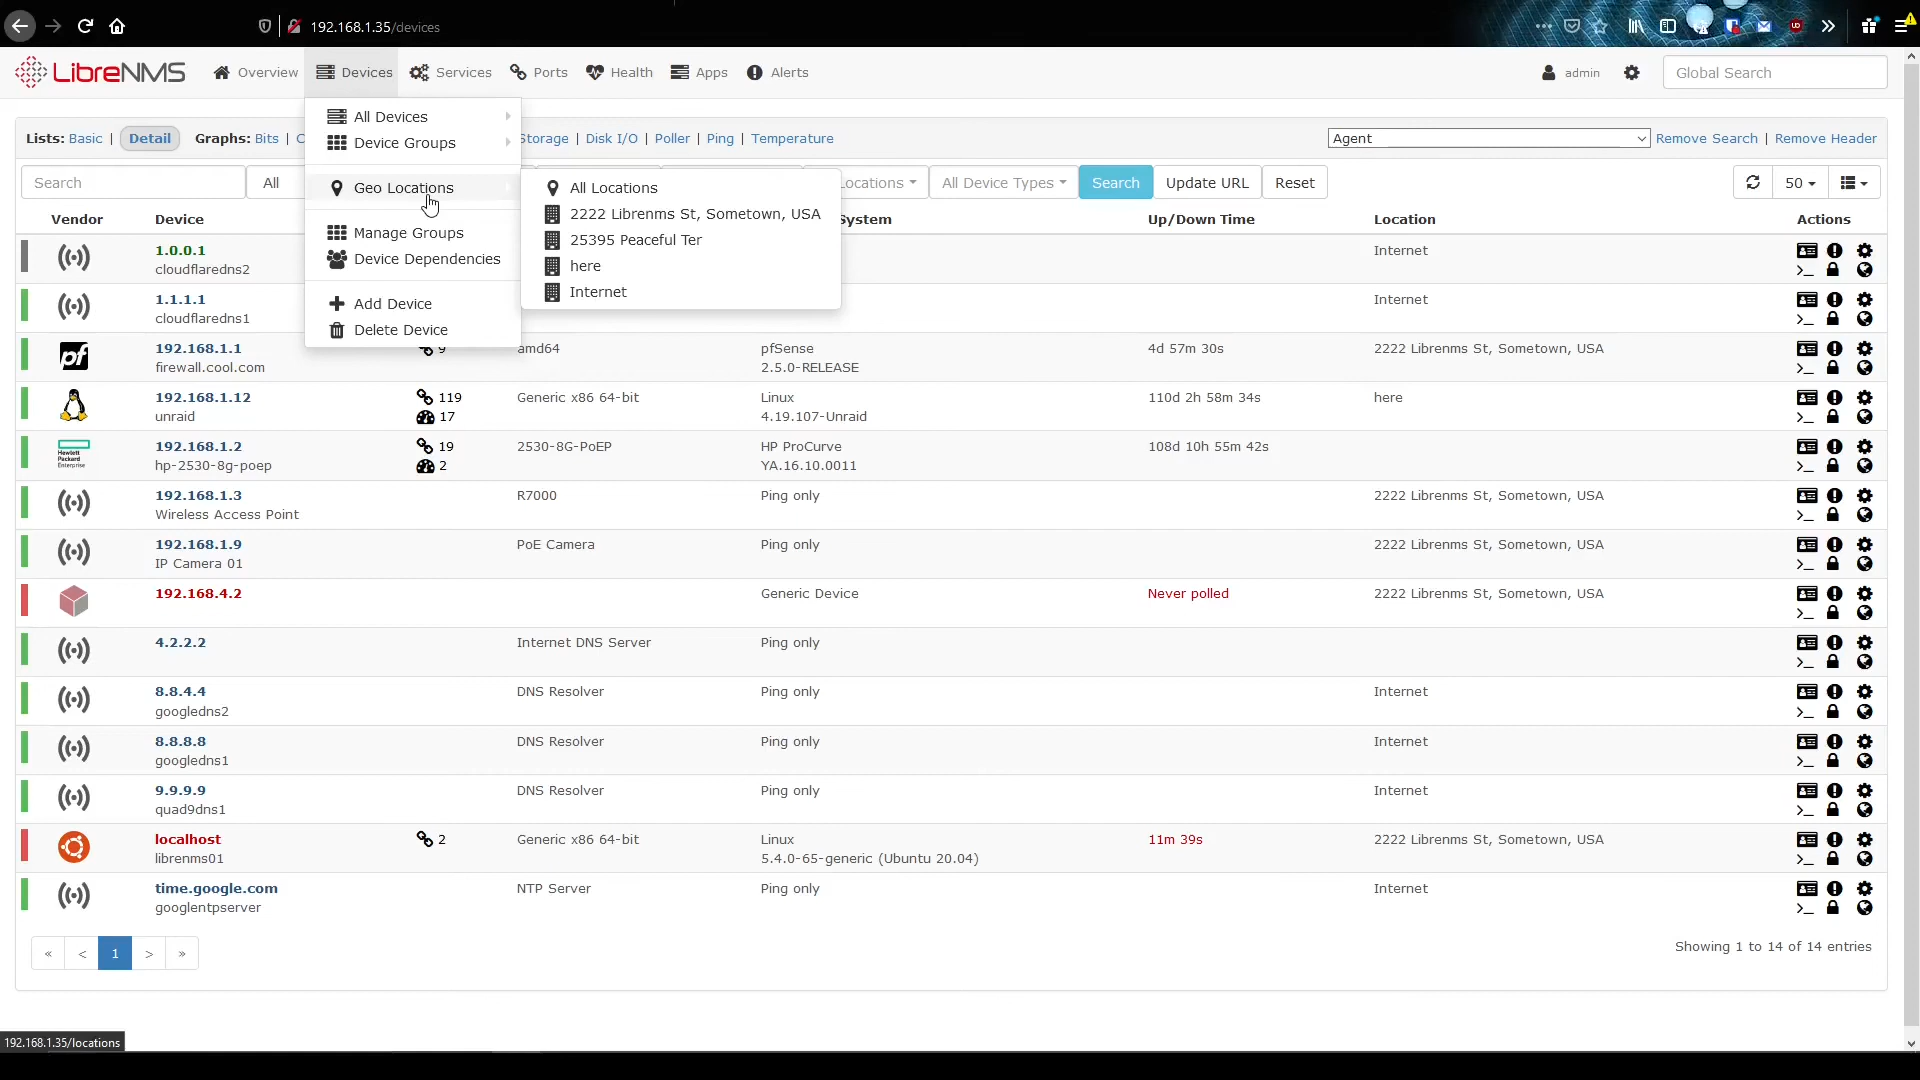 192.168.1.35/devices
LibreNMS Overview Devices Services Ports Health Apps Alerts admin Global Search
All Devices
Device Groups
Geo Locations
Manage Groups
Device Dependencies
Add Device
Delete Device
All Locations
2222 Librenms St, Sometown, USA
25395 Peaceful Ter
here
Internet
Lists: Basic | Detail Graphs: Bits | C Storage | Disk I/O | Poller | Ping | Temperature Agent Remove Search | Remove Header
Search All Locations All Device Types Search Update URL Reset 50
Vendor Device System Up/Down Time Location Actions
1.0.0.1 Internet
cloudflaredns2
1.1.1.1 Internet
cloudflaredns1
192.168.1.1 9 amd64 pfSense 4d 57m 30s 2222 Librenms St, Sometown, USA
pf
firewall.cool.com 2.5.0-RELEASE
192.168.1.12 119 Generic x86 64-bit Linux 110d 2h 58m 34s here
unraid 17 4.19.107-Unraid
192.168.1.2 19 2530-8G-PoEP HP ProCurve 108d 10h 55m 42s
Hewlett Packard Enterprise
hp-2530-8g-poep 2 YA.16.10.0011
192.168.1.3 R7000 Ping only 2222 Librenms St, Sometown, USA
Wireless Access Point
192.168.1.9 PoE Camera Ping only 2222 Librenms St, Sometown, USA
IP Camera 01
192.168.4.2 Generic Device Never polled 2222 Librenms St, Sometown, USA
4.2.2.2 Internet DNS Server Ping only
8.8.4.4 DNS Resolver Ping only Internet
googledns2
8.8.8.8 DNS Resolver Ping only Internet
googledns1
9.9.9.9 DNS Resolver Ping only Internet
quad9dns1
localhost 2 Generic x86 64-bit Linux 11m 39s 2222 Librenms St, Sometown, USA
librenms01 5.4.0-65-generic (Ubuntu 20.04)
time.google.com NTP Server Ping only Internet
googlentpserver
« < 1 > » Showing 1 to 14 of 14 entries
192.168.1.35/locations